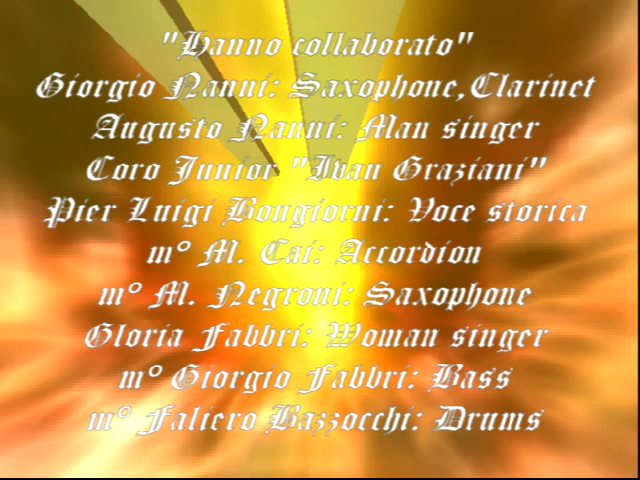 "Hanno collaborato"
Giorgio Nanni: Saxophone,Clarinet
Augusto Nanni: Man singer
Coro Junior "Ivan Graziani"
Pier Luigi Bongiorni: Voce storica
m° M. Cai: Accordion
m° M. Negroni: Saxophone
Gloria Fabbri: Woman singer
m° Giorgio Fabbri: Bass
m° Faliero Bazzocchi: Drums